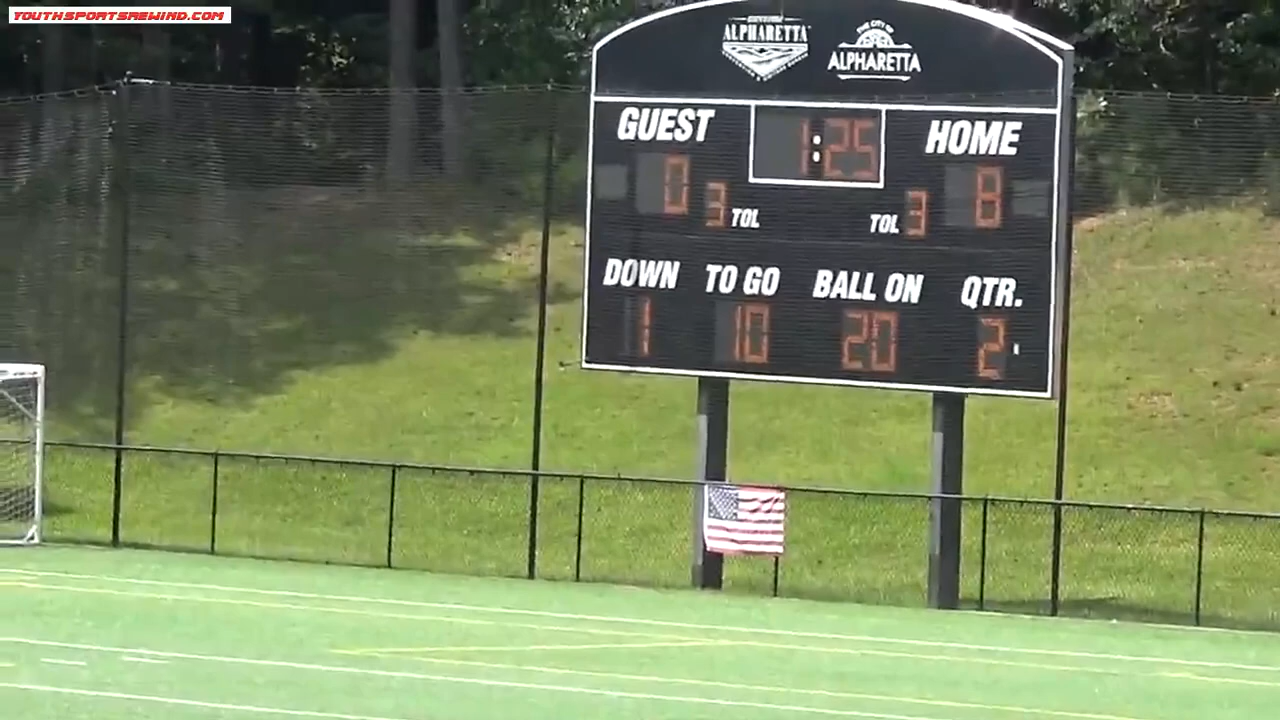 YOUTHSPORTSREWIND.COM
ALPHARETTA
THE CITY OF
ALPHARETTA
GUEST 1:25 HOME
0 3 TOL TOL 3 8
DOWN TO GO BALL ON QTR.
1 10 20 2